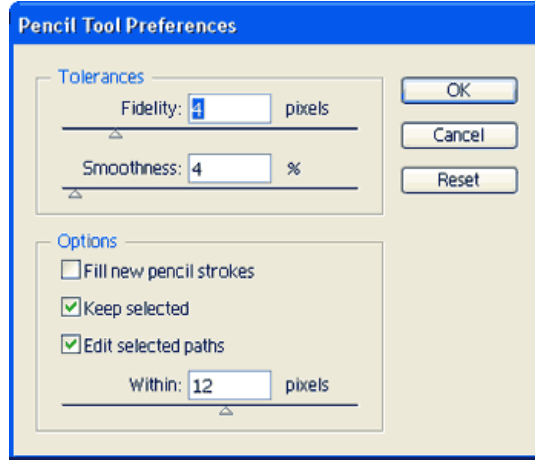 Pencil Tool Preferences
Tolerances
Fidelity: 4 pixels
Smoothness: 4 %
OK
Cancel
Reset
Options
Fill new pencil strokes
Keep selected
Edit selected paths
Within: 12 pixels